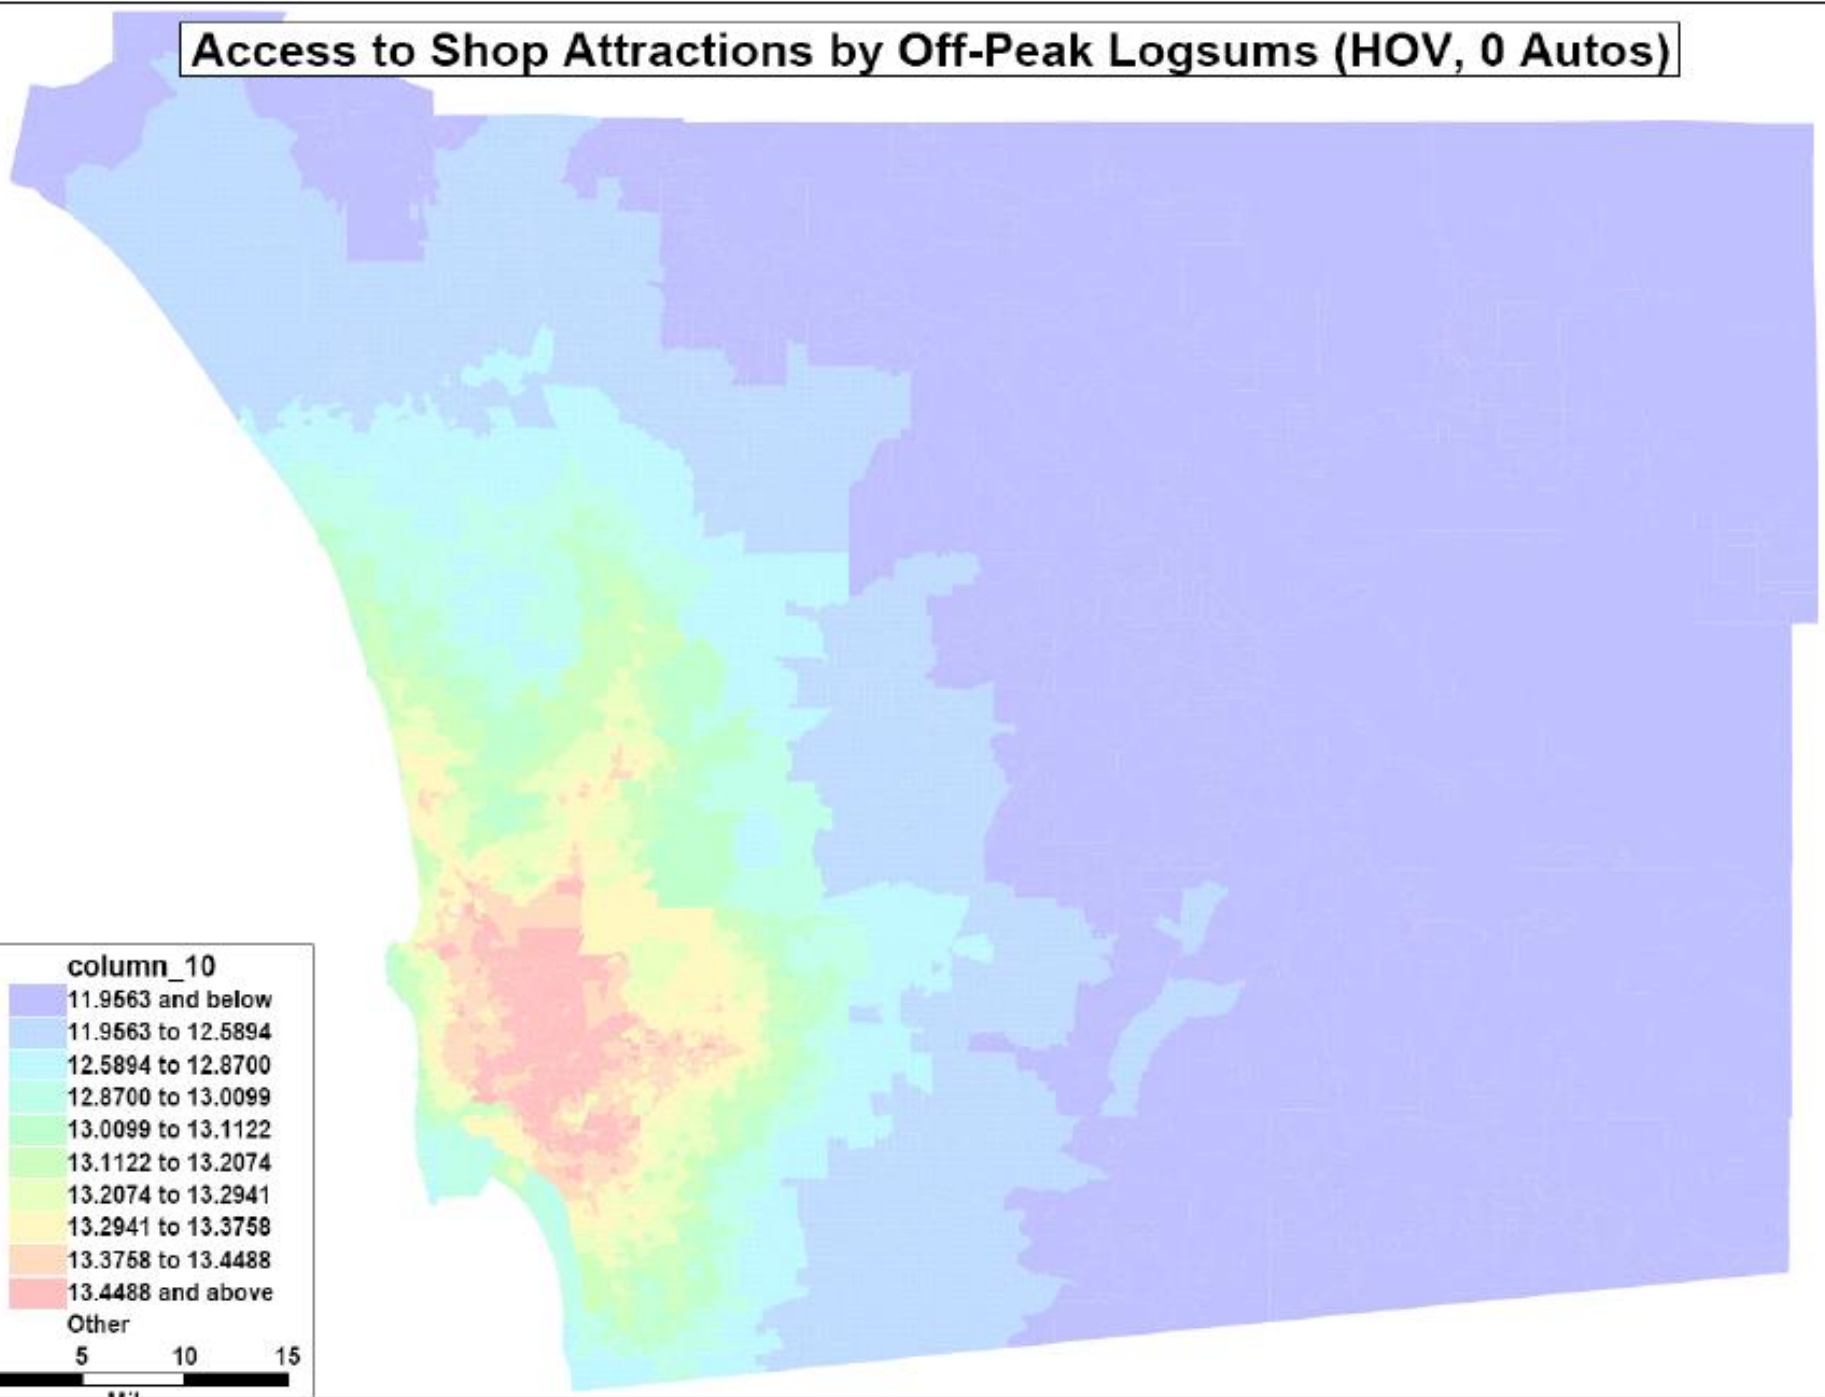 Access to Shop Attractions by Off-Peak Logsums (HOV, 0 Autos)
column_10
11.9563 and below
11.9563 to 12.5894
12.5894 to 12.8700
12.8700 to 13.0099
13.0099 to 13.1122
13.1122 to 13.2074
13.2074 to 13.2941
13.2941 to 13.3758
13.3758 to 13.4488
13.4488 and above
Other
5 10 15